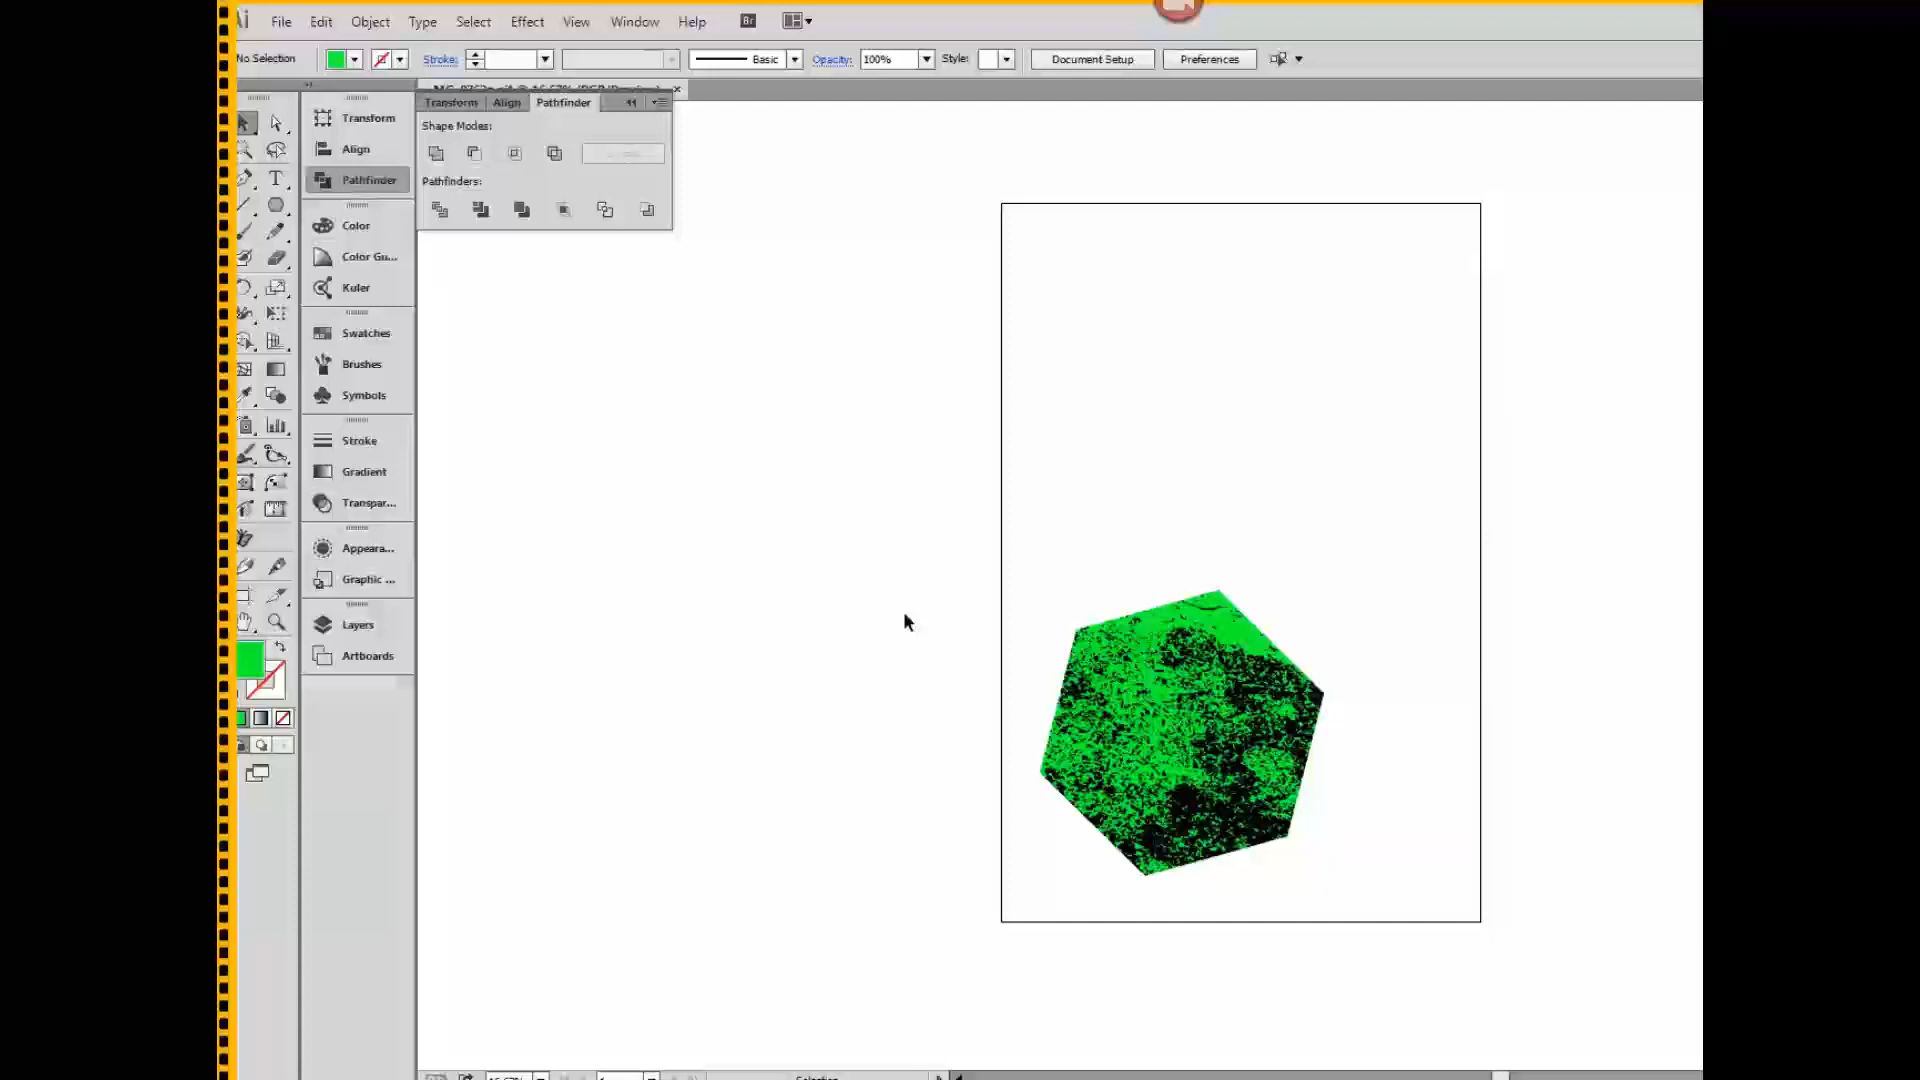 Ai File Edit Object Type Select Effect View Window Help Br
No Selection Stroke: Basic Opacity: 100% Style: Document Setup Preferences
Transform Align Pathfinder
Shape Modes:
Pathfinders:
Transform
Align
Pathfinder
Color
Color Gu...
Kuler
Swatches
Brushes
Symbols
Stroke
Gradient
Transpar...
Appeara...
Graphic ...
Layers
Artboards